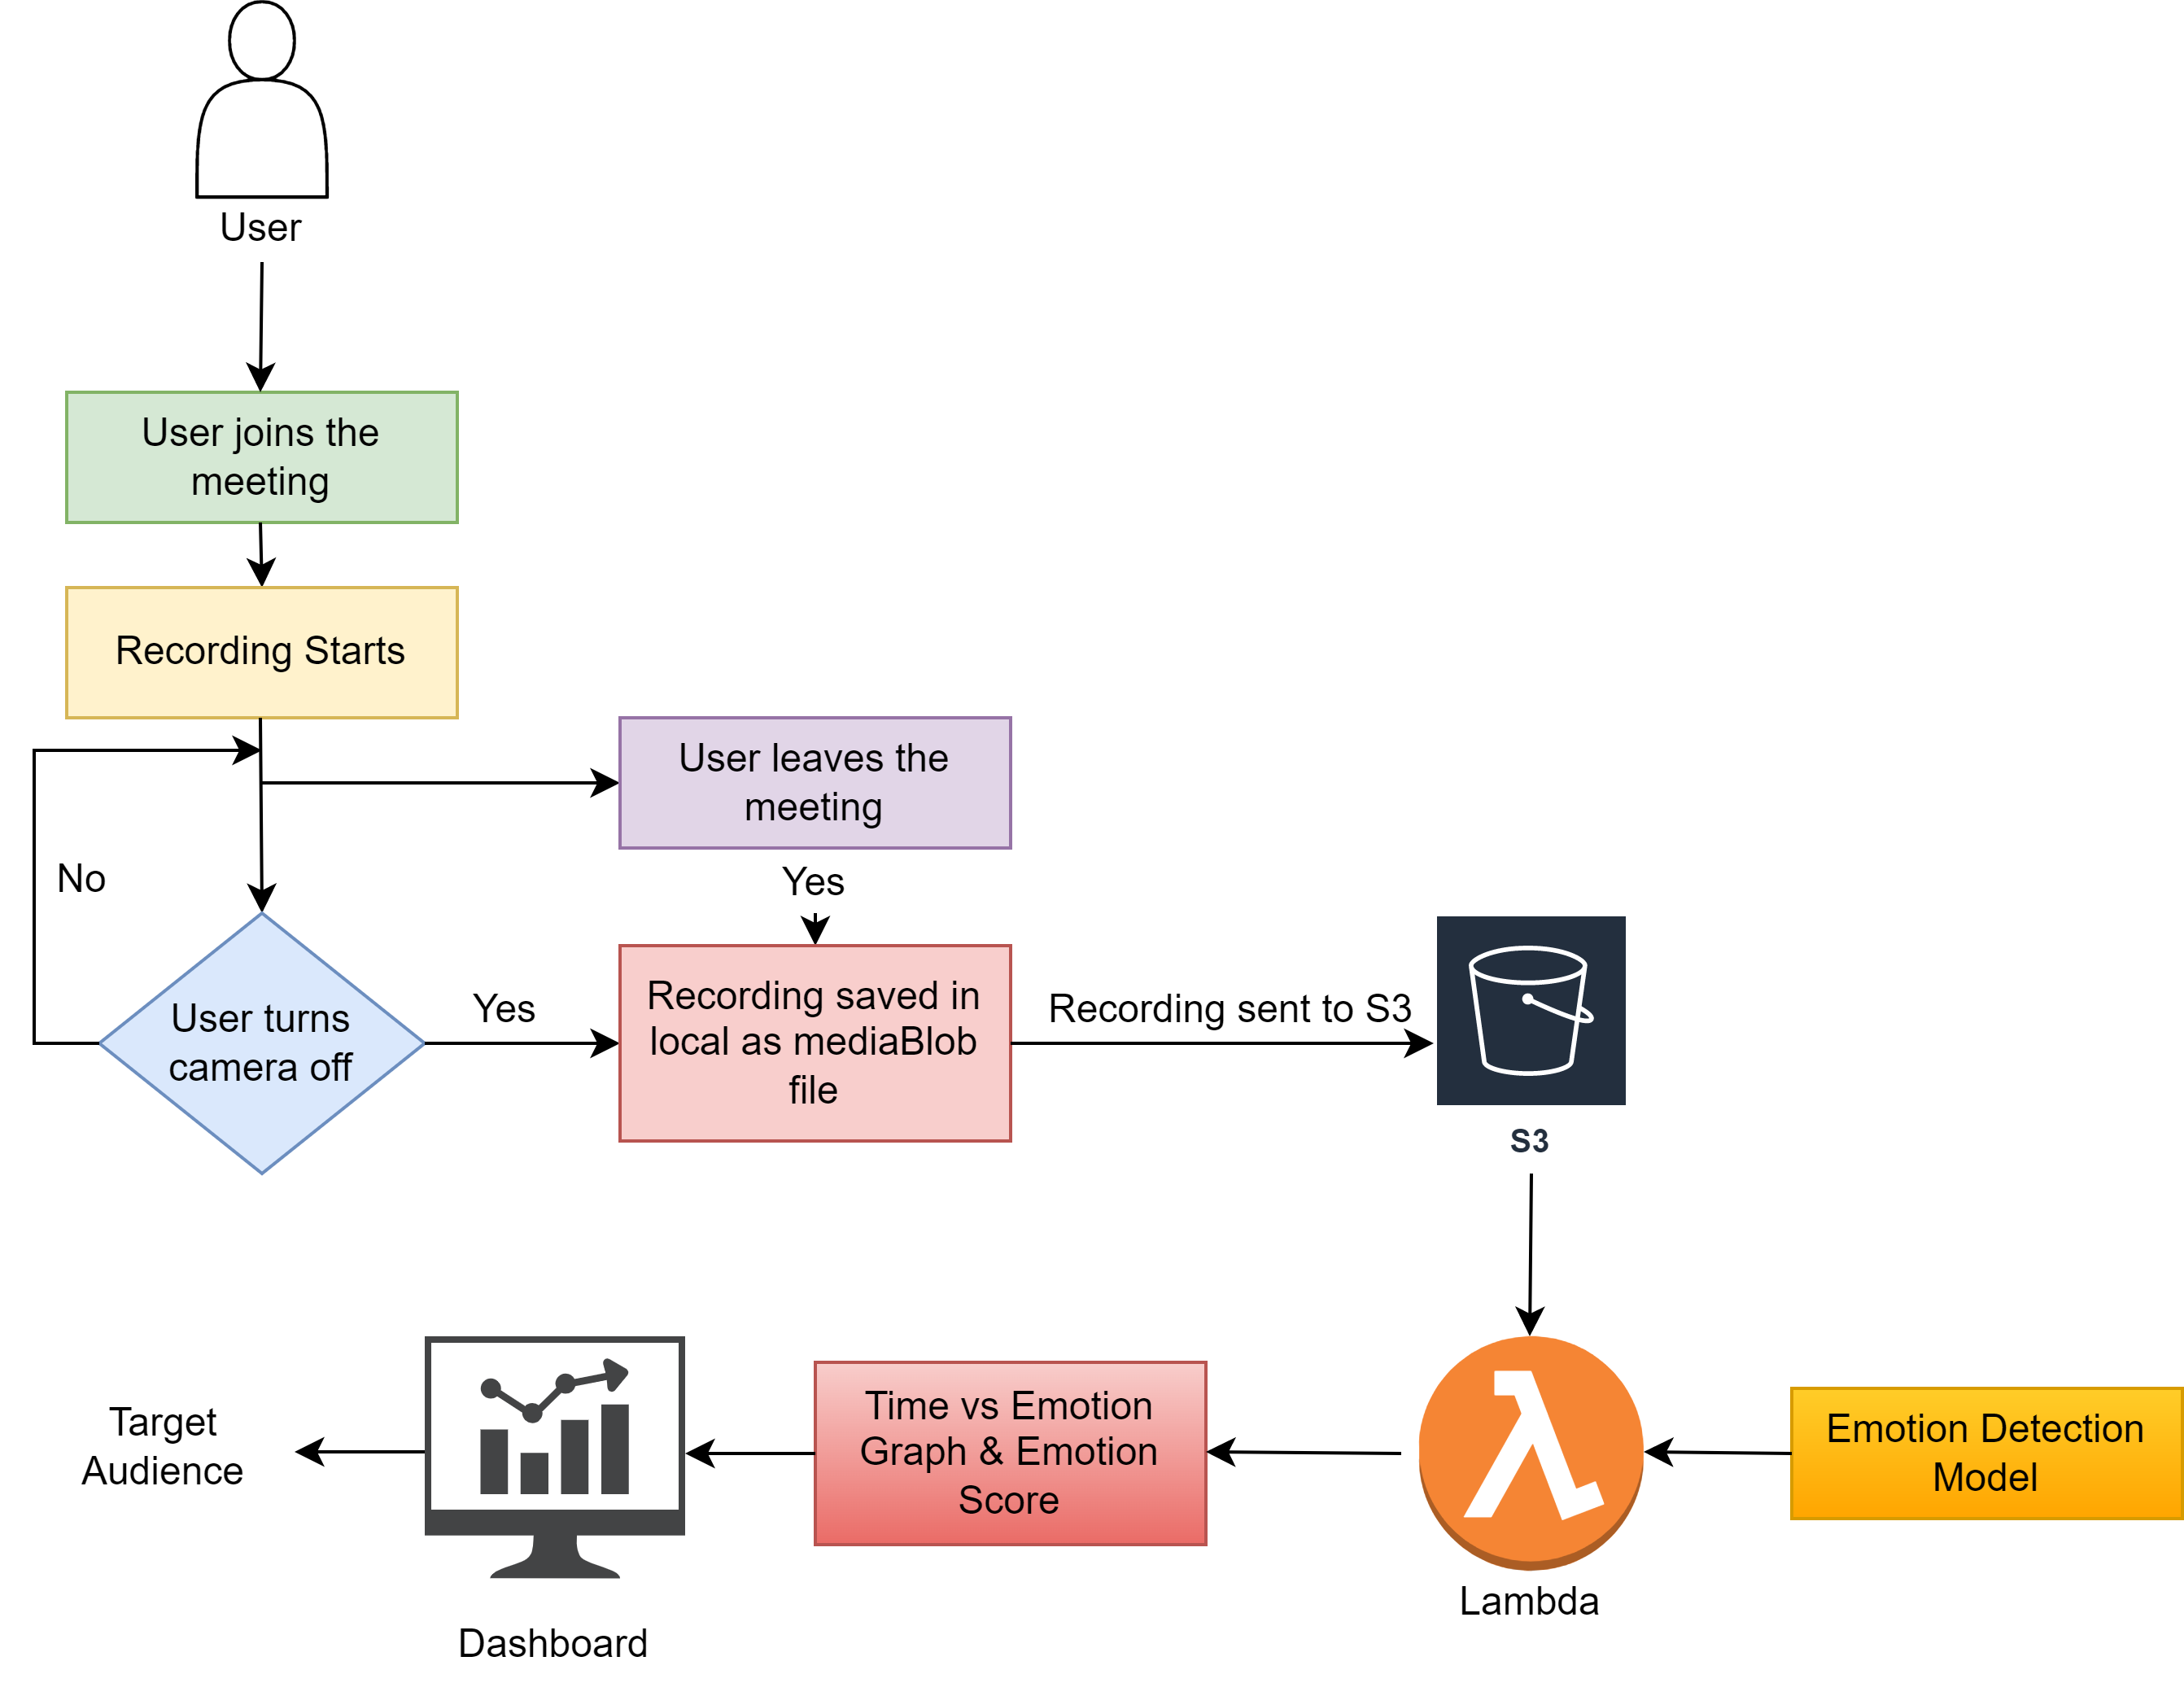 User
User joins the
meeting
Recording Starts
User leaves the
meeting
No
Yes
User turns
camera off
Yes
Recording saved in
local as mediaBlob
file
Recording sent to S3
S3
Target
Audience
Time vs Emotion
Graph & Emotion
Score
Emotion Detection
Model
Lambda
Dashboard